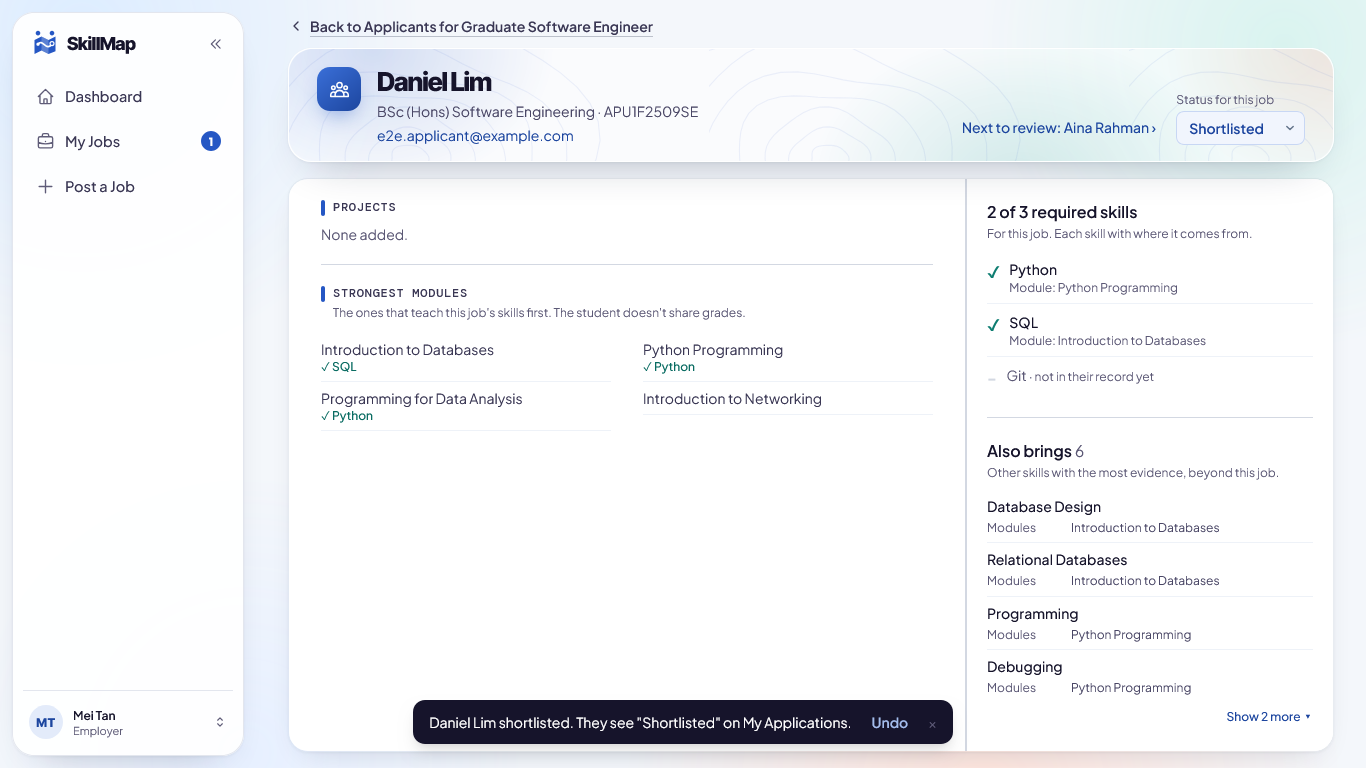 SkillMap
Dashboard
My Jobs 1
Post a Job
MT
Mei Tan
Employer
Back to Applicants for Graduate Software Engineer
Daniel Lim
BSc (Hons) Software Engineering · APU1F2509SE
e2e.applicant@example.com
Next to review: Aina Rahman ›
Status for this job
Shortlisted
PROJECTS
None added.
STRONGEST MODULES
The ones that teach this job's skills first. The student doesn't share grades.
Introduction to Databases
✓ SQL
Python Programming
✓ Python
Programming for Data Analysis
✓ Python
Introduction to Networking
2 of 3 required skills
For this job. Each skill with where it comes from.
✓ Python
Module: Python Programming
✓ SQL
Module: Introduction to Databases
– Git · not in their record yet
Also brings 6
Other skills with the most evidence, beyond this job.
Database Design
Modules Introduction to Databases
Relational Databases
Modules Introduction to Databases
Programming
Modules Python Programming
Debugging
Modules Python Programming
Show 2 more ▾
Daniel Lim shortlisted. They see "Shortlisted" on My Applications. Undo ×